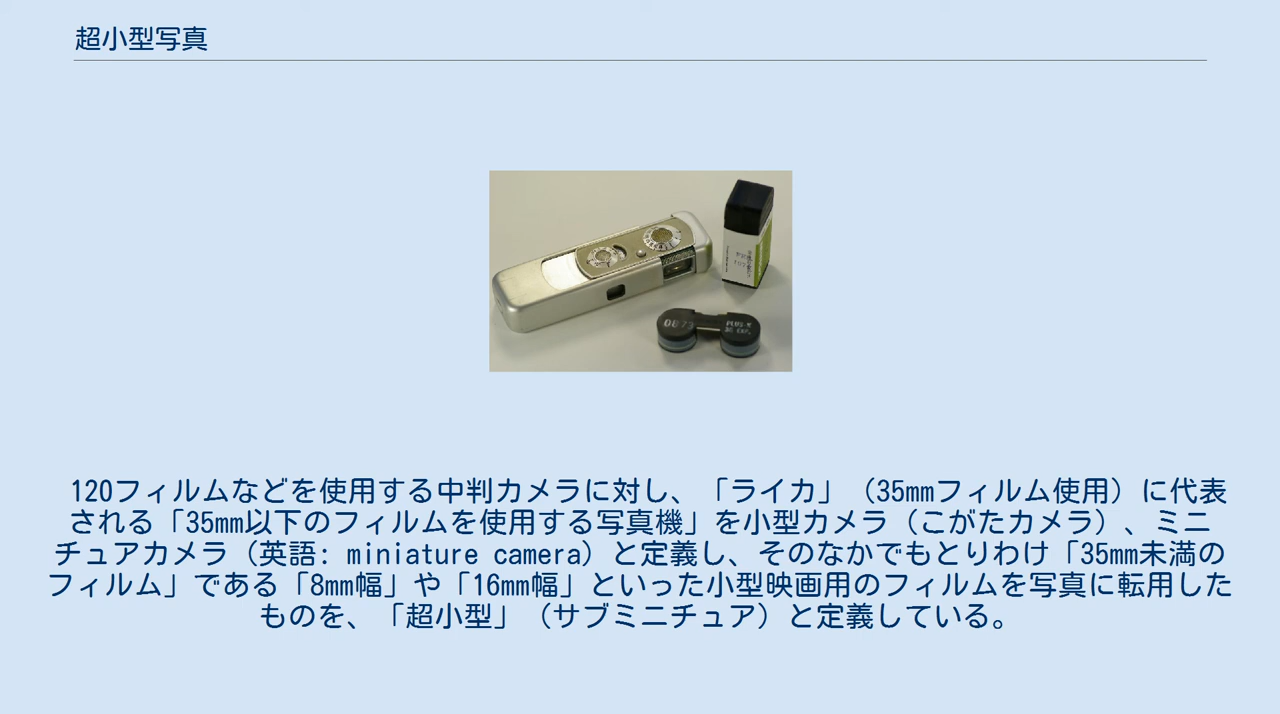 超小型写真
0873
120フィルムなどを使用する中判カメラに対し、「ライカ」（35mmフィルム使用）に代表
される「35mm以下のフィルムを使用する写真機」を小型カメラ（こがたカメラ）、ミニ
チュアカメラ（英語: miniature camera）と定義し、そのなかでもとりわけ「35mm未満の
フィルム」である「8mm幅」や「16mm幅」といった小型映画用のフィルムを写真に転用した
ものを、「超小型」（サブミニチュア）と定義している。